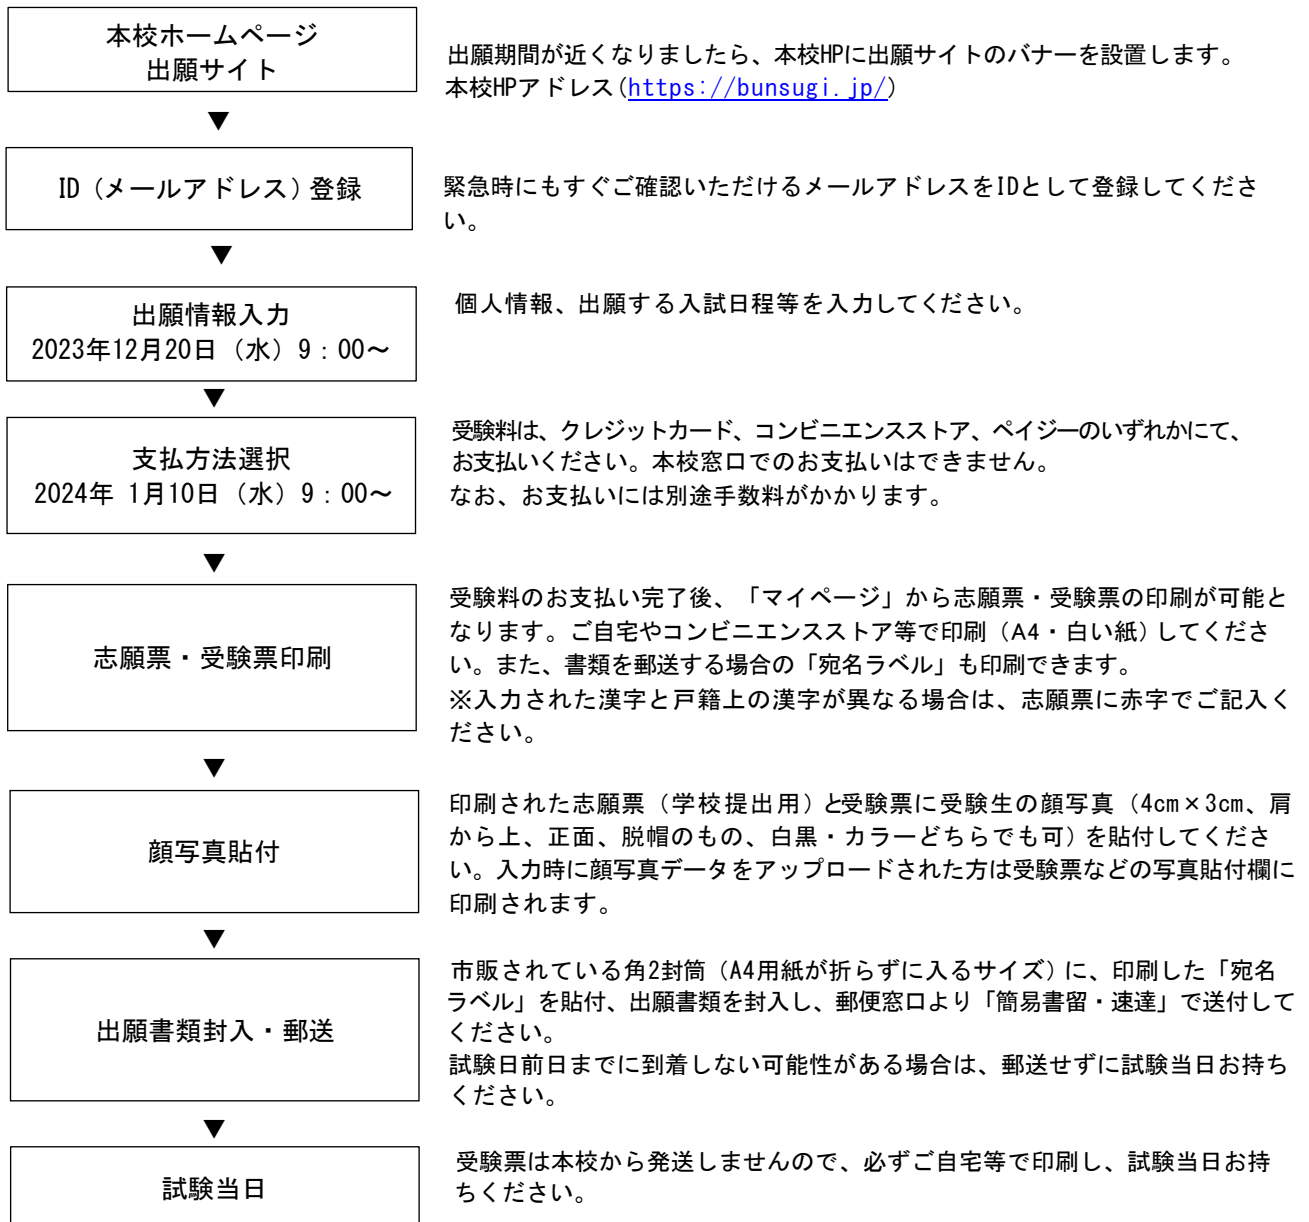 本校ホームページ
出願サイト
出願期間が近くなりましたら、本校HPに出願サイトのバナーを設置します。
本校HPアドレス(https://bunsugi.jp/)
▼
ID（メールアドレス）登録
緊急時にもすぐご確認いただけるメールアドレスをIDとして登録してくださ
い。
▼
出願情報入力
2023年12月20日（水）9：00～
個人情報、出願する入試日程等を入力してください。
▼
支払方法選択
2024年 1月10日（水）9：00～
受験料は、クレジットカード、コンビニエンスストア、ペイジーのいずれかにて、
お支払いください。本校窓口でのお支払いはできません。
なお、お支払いには別途手数料がかかります。
▼
志願票・受験票印刷
受験料のお支払い完了後、「マイページ」から志願票・受験票の印刷が可能と
なります。ご自宅やコンビニエンスストア等で印刷（A4・白い紙）してくださ
い。また、書類を郵送する場合の「宛名ラベル」も印刷できます。
※入力された漢字と戸籍上の漢字が異なる場合は、志願票に赤字でご記入く
ださい。
▼
顔写真貼付
印刷された志願票（学校提出用）と受験票に受験生の顔写真（4cm×3cm、肩
から上、正面、脱帽のもの、白黒・カラーどちらでも可）を貼付してくださ
い。入力時に顔写真データをアップロードされた方は受験票などの写真貼付欄に
印刷されます。
▼
出願書類封入・郵送
市販されている角2封筒（A4用紙が折らずに入るサイズ）に、印刷した「宛名
ラベル」を貼付、出願書類を封入し、郵便窓口より「簡易書留・速達」で送付して
ください。
試験日前日までに到着しない可能性がある場合は、郵送せずに試験当日お持ち
ください。
▼
試験当日
受験票は本校から発送しませんので、必ずご自宅等で印刷し、試験当日お持
ちください。